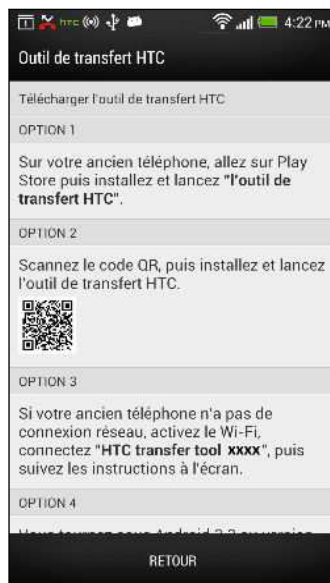 htc 4:22 PM
Outil de transfert HTC
Télécharger l'outil de transfert HTC
OPTION 1
Sur votre ancien téléphone, allez sur Play
Store puis installez et lancez "l'outil de
transfert HTC".
OPTION 2
Scannez le code QR, puis installez et lancez
l'outil de transfert HTC.
OPTION 3
Si votre ancien téléphone n'a pas de
connexion réseau, activez le Wi-Fi,
connectez "HTC transfer tool xxxx", puis
suivez les instructions à l'écran.
OPTION 4
RETOUR